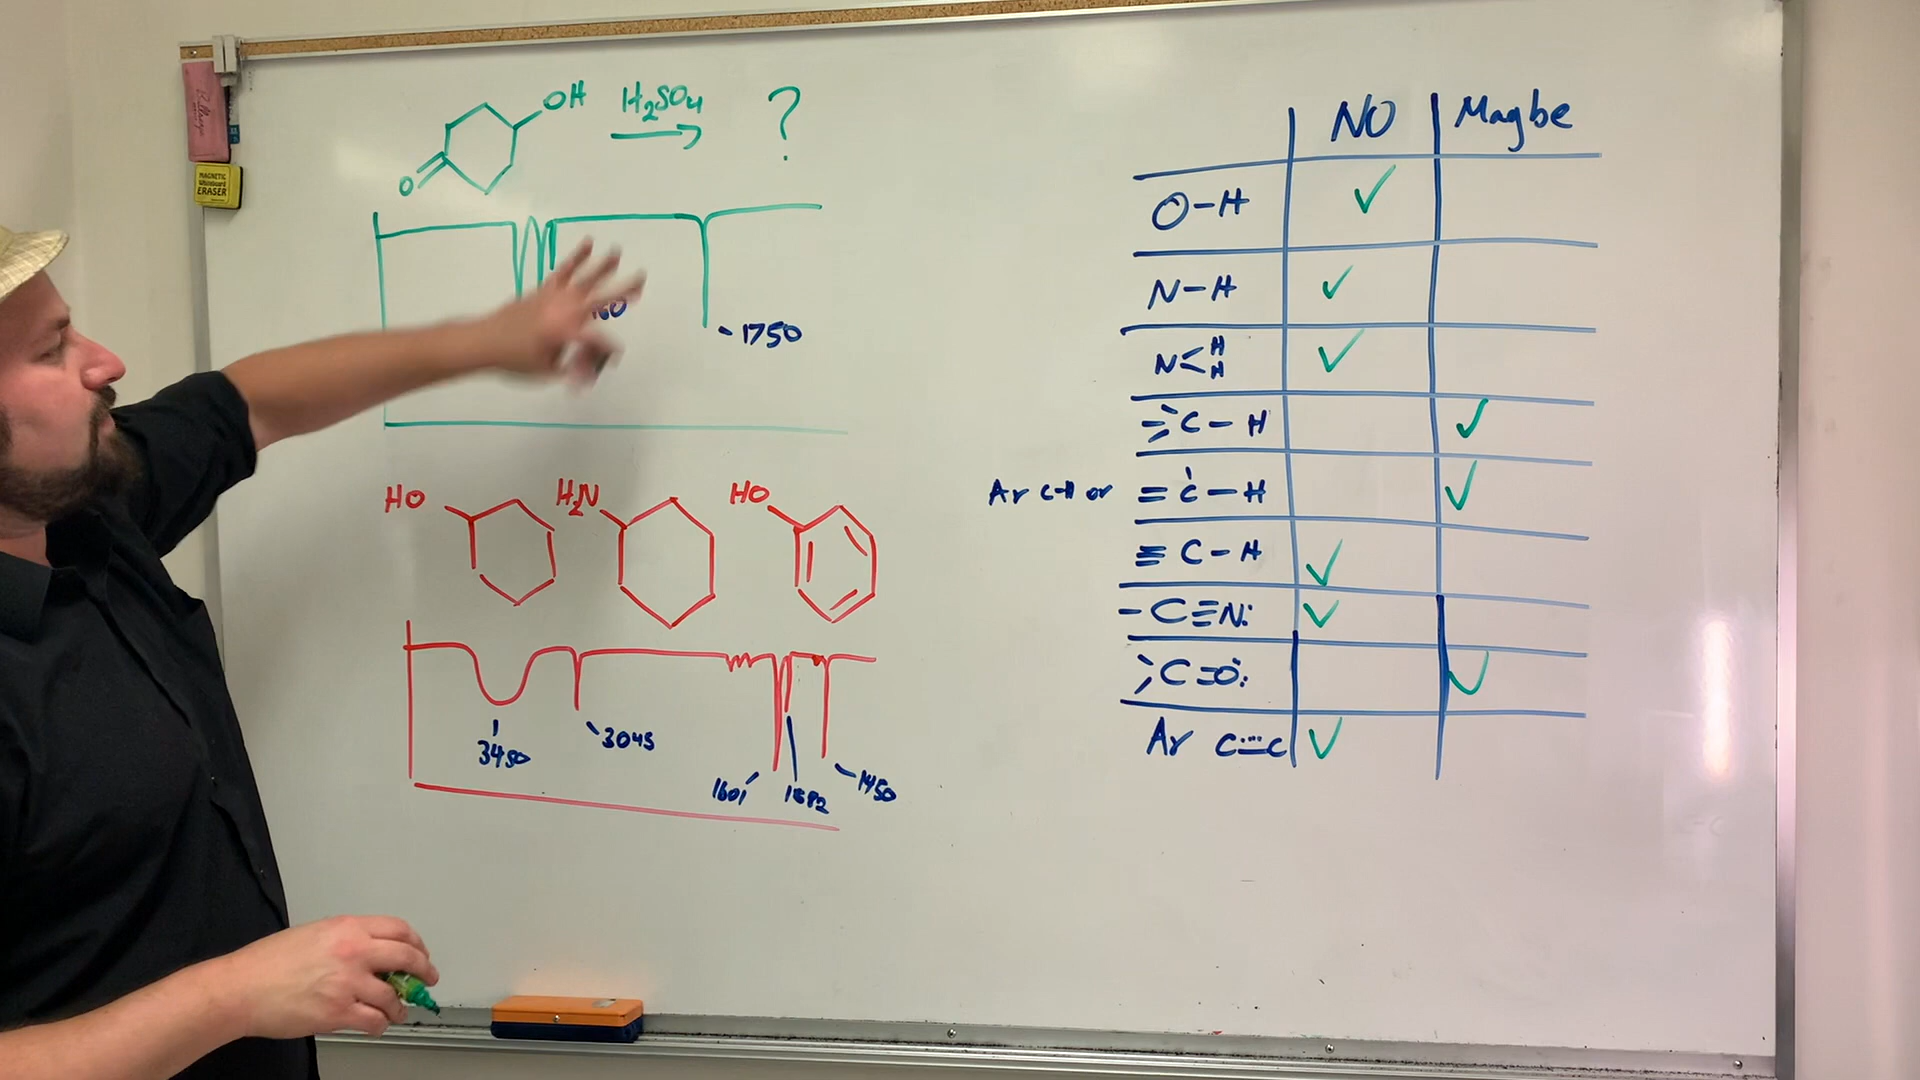 OH H₂SO₄ → ?
O
-1750
HO H₂N HO
3450
3045
1601 1582 1450
MAGNETIC
Whiteboard
ERASER
NO Maybe
O-H ✓
N-H ✓
N<H H ✓
C-H ✓
Ar C-H or =C-H ✓
≡C-H ✓
-C≡N: ✓
C=O: ✓
Ar C=C ✓